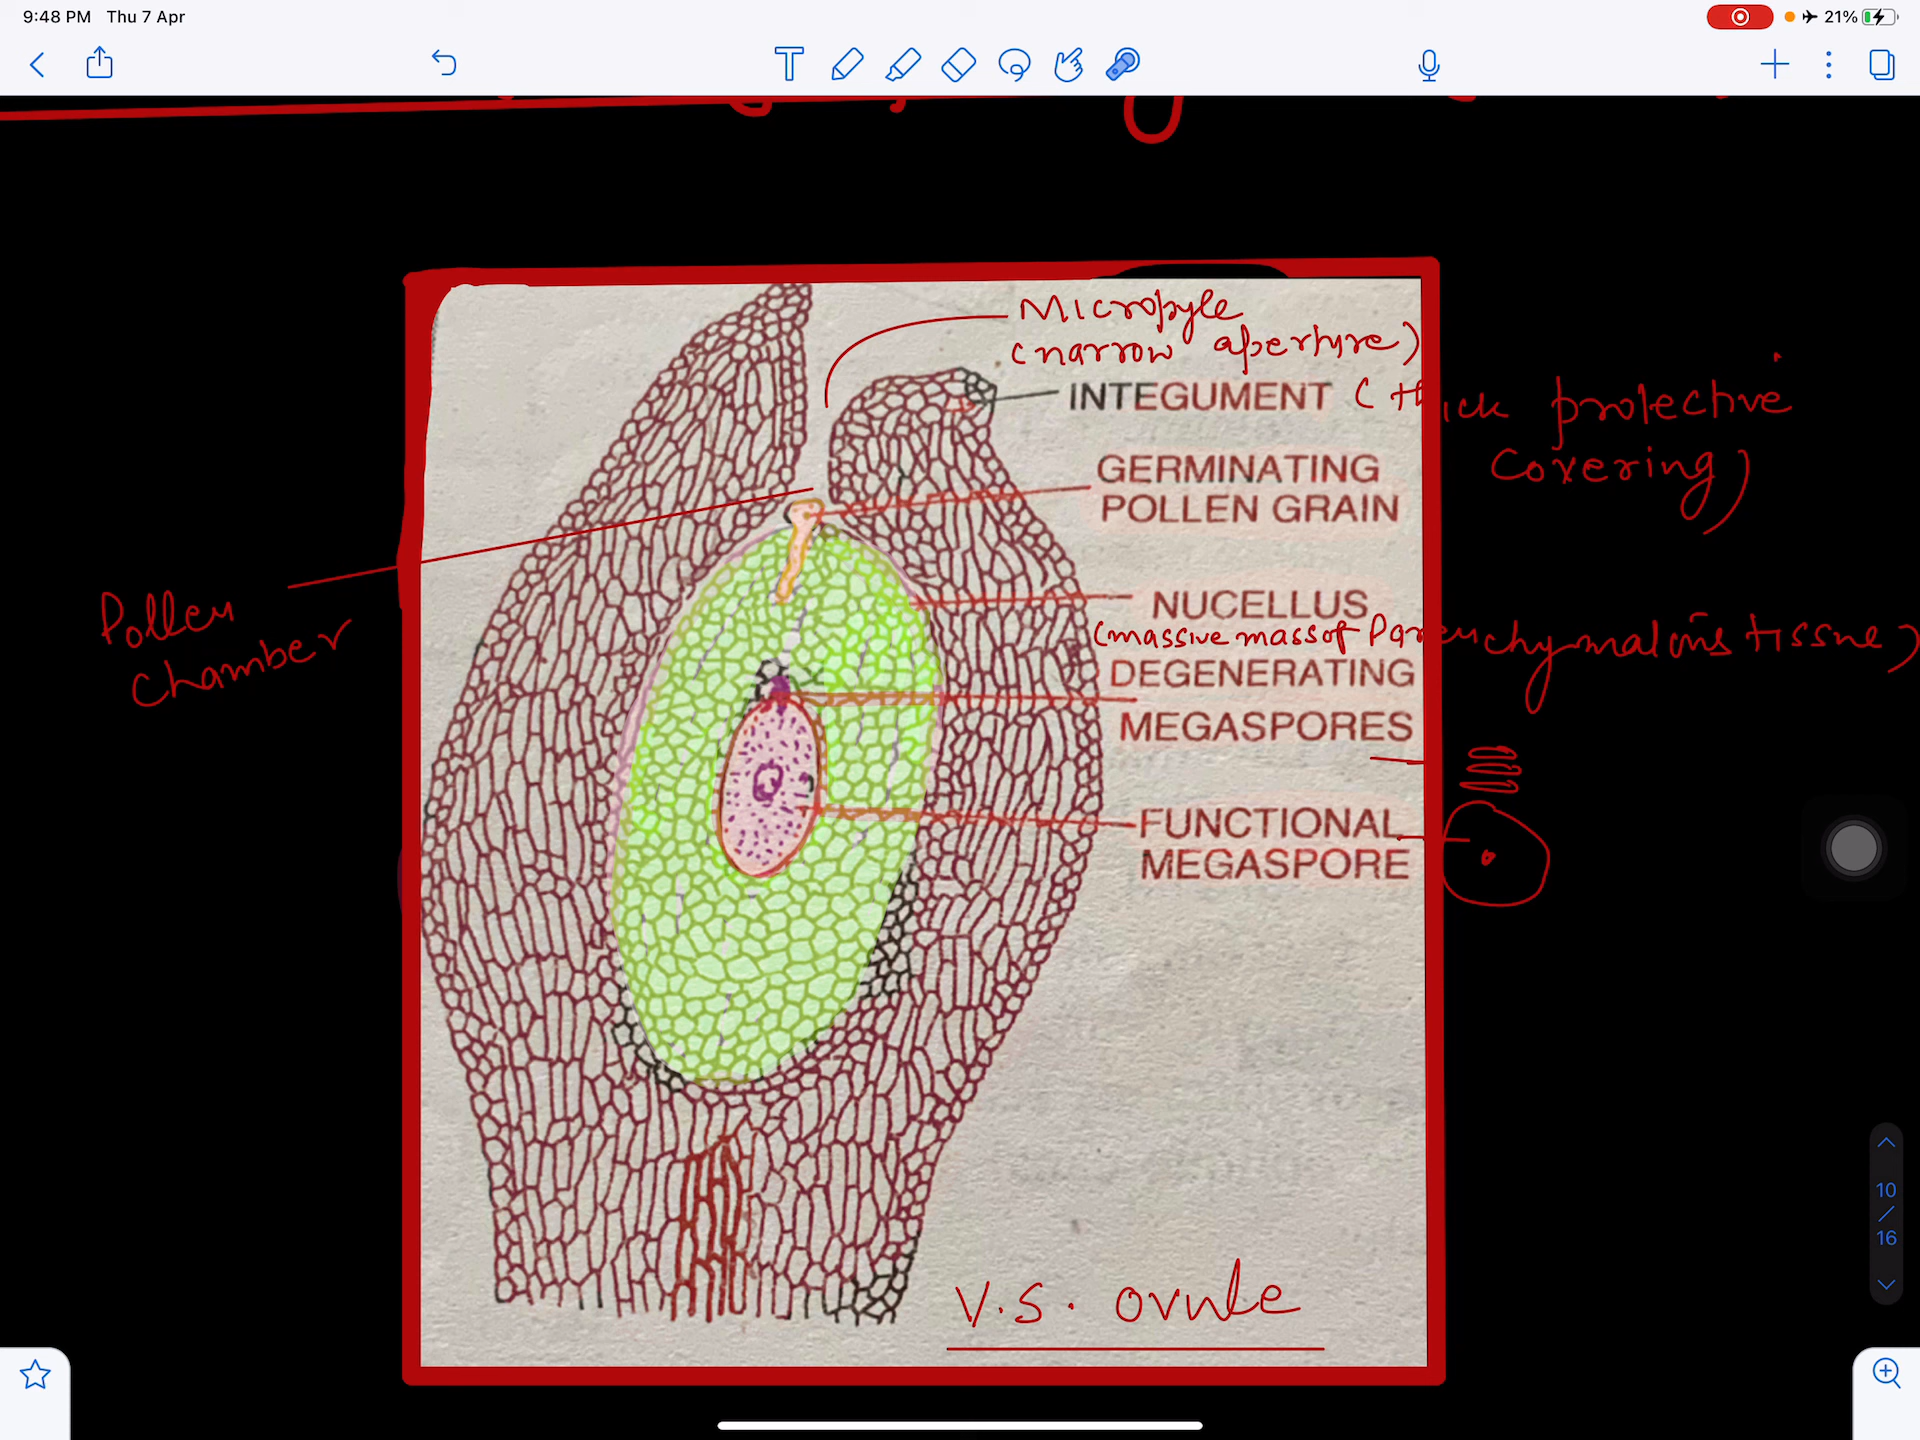 9:48 PM Thu 7 Apr
21%
Micropyle
(narrow aperture)
INTEGUMENT (thick protective
covering)
GERMINATING
POLLEN GRAIN
Pollen
chamber
NUCELLUS
(massive mass of Parenchymatous tissue)
DEGENERATING
MEGASPORES
FUNCTIONAL
MEGASPORE
V.S. ovule
10
/
16